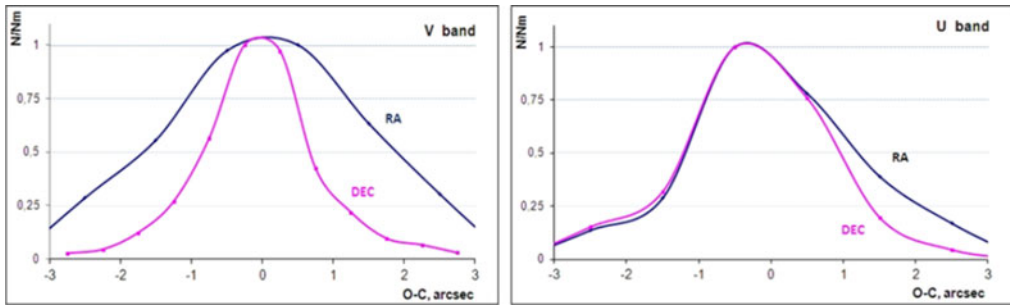 N/Nm
V band
1
0,75
0,5
0,25
0
RA
DEC
-3 -2 -1 0 1 2 3
O-C, arcsec
N/Nm
U band
1
0,75
0,5
0,25
0
RA
DEC
-3 -2 -1 0 1 2 3
O-C, arcsec